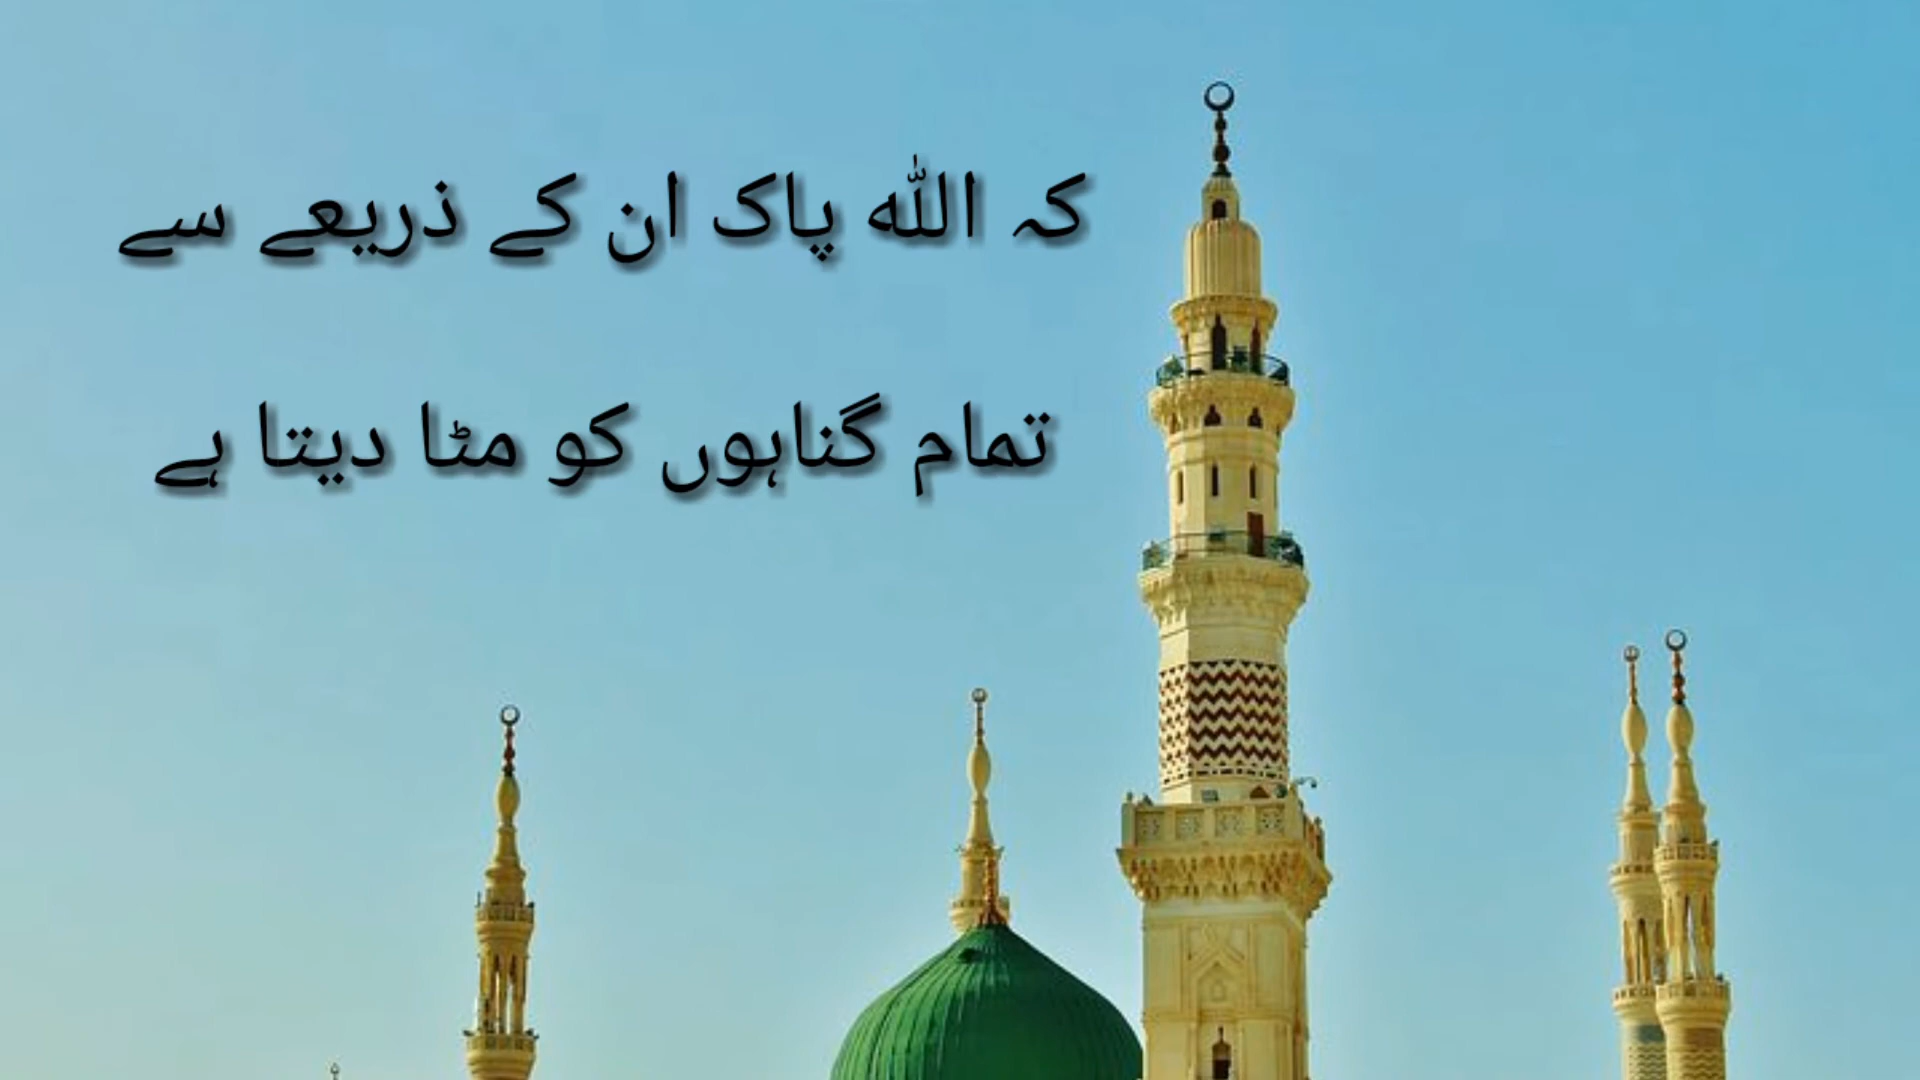 کہ اللہ پاک ان کے ذریعے سے
تمام گناہوں کو مٹا دیتا ہے